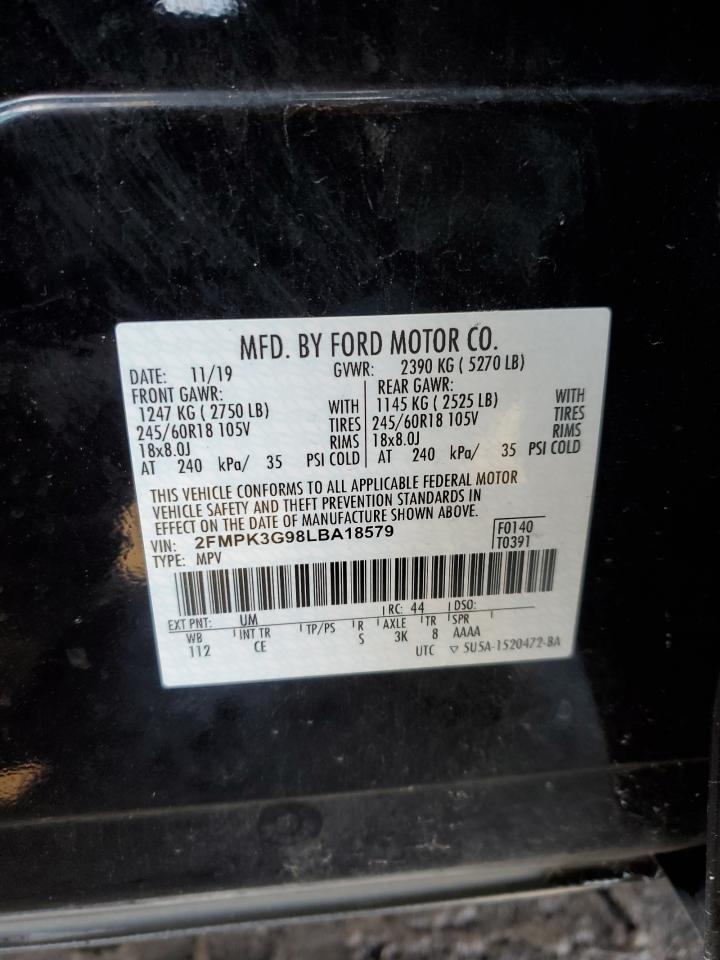 MFD. BY FORD MOTOR CO.
DATE: 11/19 GVWR: 2390 KG ( 5270 LB)
FRONT GAWR: REAR GAWR:
1247 KG ( 2750 LB) WITH 1145 KG ( 2525 LB) WITH
245/60R18 105V TIRES 245/60R18 105V TIRES
18x8.0J RIMS 18x8.0J RIMS
AT 240 kPa/ 35 PSI COLD AT 240 kPa/ 35 PSI COLD
THIS VEHICLE CONFORMS TO ALL APPLICABLE FEDERAL MOTOR
VEHICLE SAFETY AND THEFT PREVENTION STANDARDS IN
EFFECT ON THE DATE OF MANUFACTURE SHOWN ABOVE.
VIN: 2FMPK3G98LBA18579 F0140
TYPE: MPV T0391
EXT PNT: UM RC: 44 DSO:
WB INT TR TP/PS R AXLE TR SPR
112 CE S 3K 8 AAAA
UTC ▽ 5U5A-1520472-BA